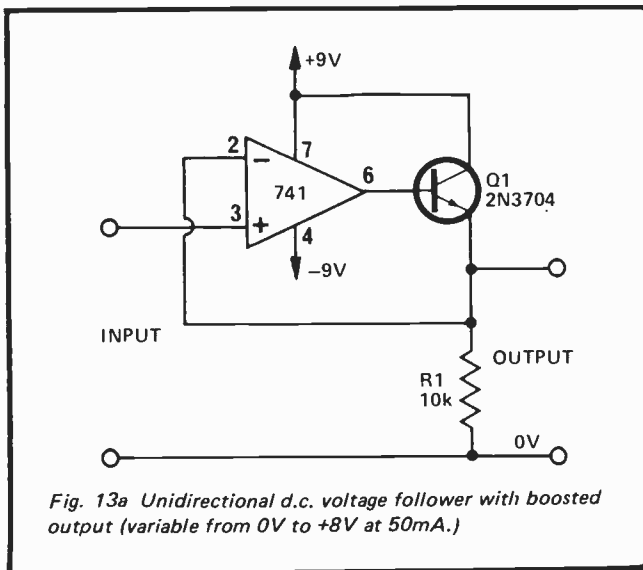 +9V
2
7
6
−
741
3
+
4
−9V
Q1
2N3704
INPUT
OUTPUT
R1
10k
0V
Fig. 13a Unidirectional d.c. voltage follower with boosted
output (variable from 0V to +8V at 50mA.)